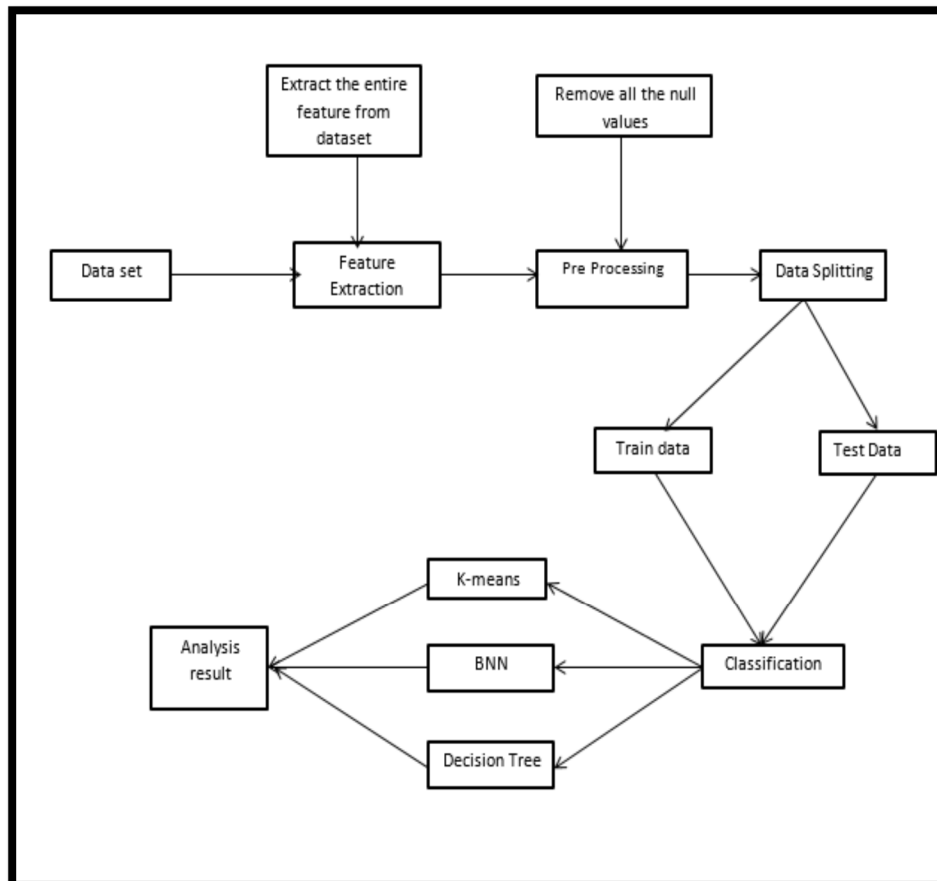 Extract the entire
feature from
dataset
Remove all the null
values
Data set
Feature
Extraction
Pre Processing
Data Splitting
Train data
Test Data
K-means
Analysis
result
BNN
Classification
Decision Tree